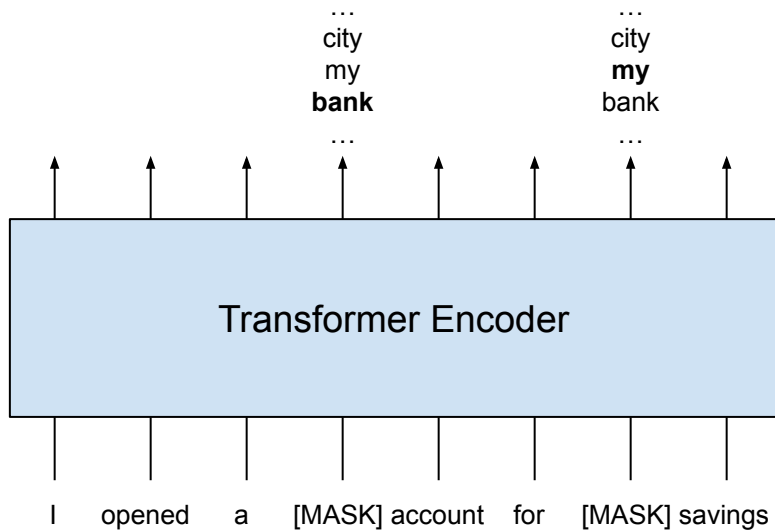 … …
city city
my my
bank bank
… …
Transformer Encoder
I opened a [MASK] account for [MASK] savings